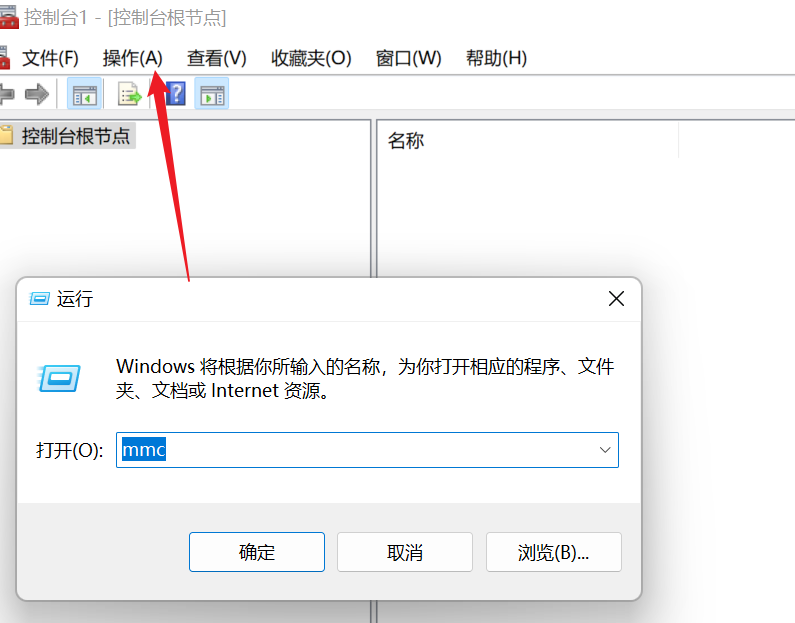 控制台1 - [控制台根节点]
文件(F) 操作(A) 查看(V) 收藏夹(O) 窗口(W) 帮助(H)
控制台根节点
名称
运行
Windows 将根据你所输入的名称，为你打开相应的程序、文件
夹、文档或 Internet 资源。
打开(O): mmc
确定 取消 浏览(B)...